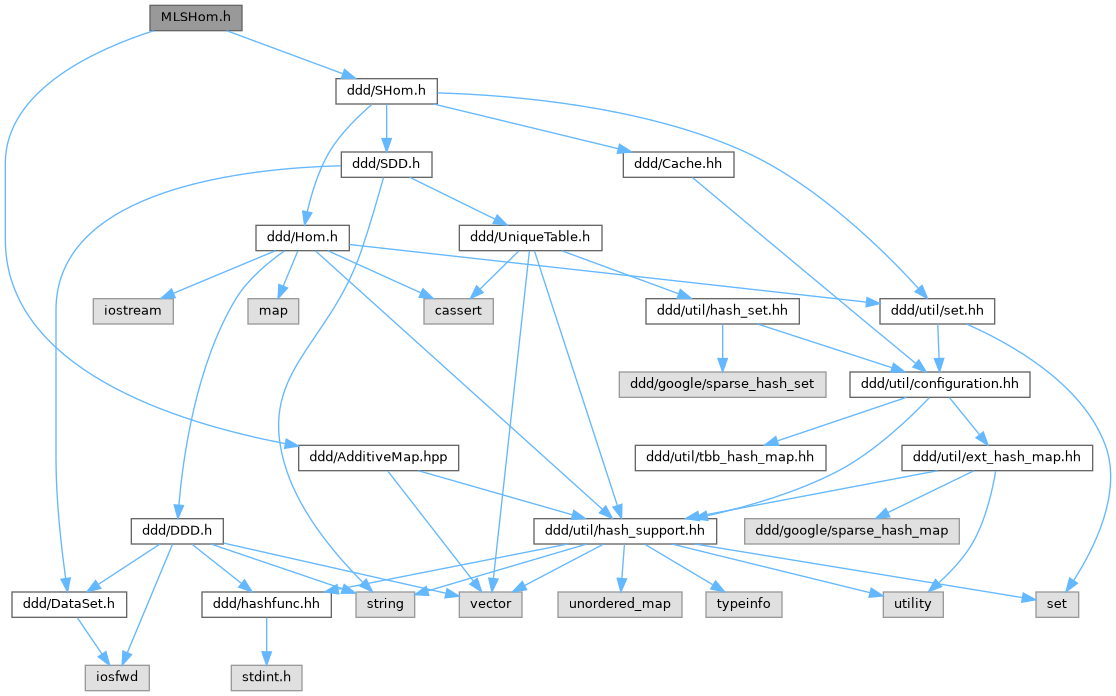 MLSHom.h
ddd/SHom.h
ddd/SDD.h
ddd/Cache.hh
ddd/Hom.h
ddd/UniqueTable.h
iostream
map
cassert
ddd/util/hash_set.hh
ddd/util/set.hh
ddd/google/sparse_hash_set
ddd/util/configuration.hh
ddd/AdditiveMap.hpp
ddd/util/tbb_hash_map.hh
ddd/util/ext_hash_map.hh
ddd/DDD.h
ddd/util/hash_support.hh
ddd/google/sparse_hash_map
ddd/DataSet.h
ddd/hashfunc.hh
string
vector
unordered_map
typeinfo
utility
set
iosfwd
stdint.h